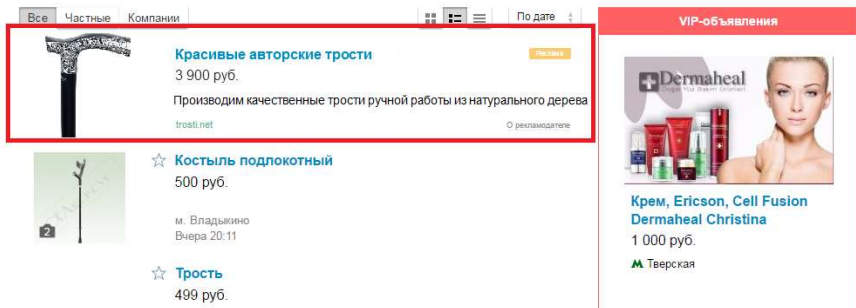 Все
Частные
Компании
По дате
VIP-объявления
Красивые авторские трости
Реклама
3 900 руб.
Производим качественные трости ручной работы из натурального дерева
trosti.net
О рекламодателе
Костыль подлокотный
500 руб.
м. Владыкино
Вчера 20:11
2
Трость
499 руб.
Dermaheal
Крем, Ericson, Cell Fusion
Dermaheal Christina
1 000 руб.
М Тверская